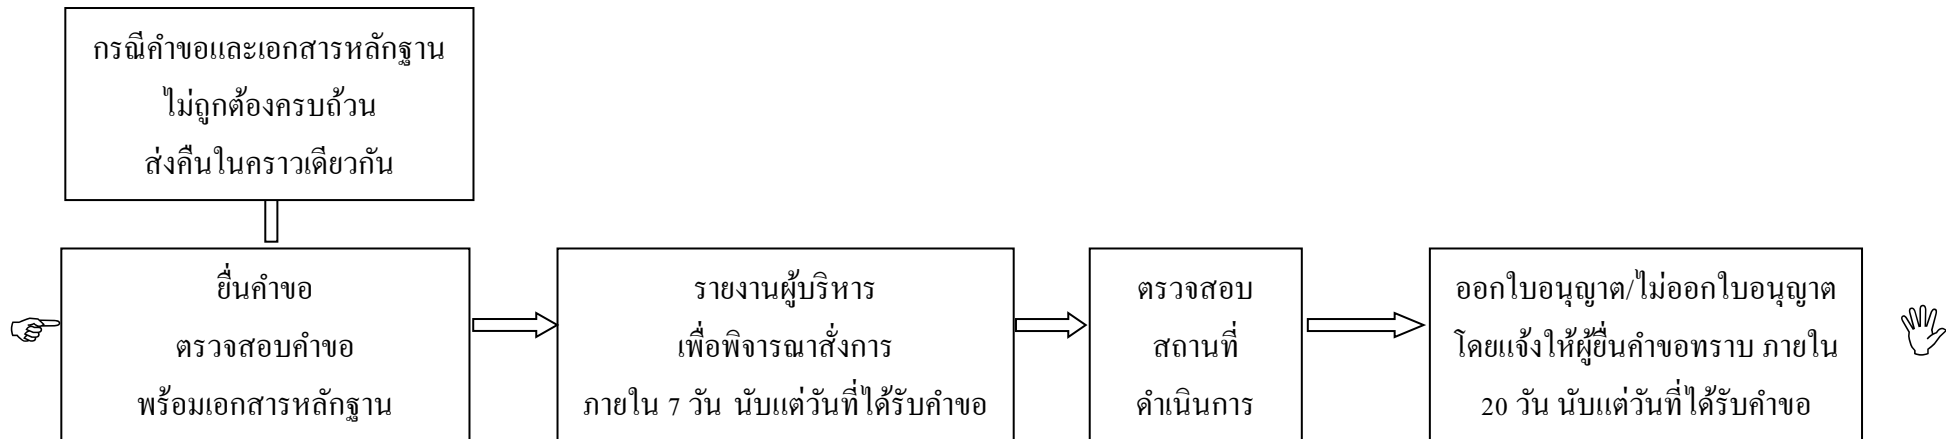 กรณีคำขอและเอกสารหลักฐาน
ไม่ถูกต้องครบถ้วน
ส่งคืนในคราวเดียวกัน
ยื่นคำขอ
ตรวจสอบคำขอ
พร้อมเอกสารหลักฐาน
รายงานผู้บริหาร
เพื่อพิจารณาสั่งการ
ภายใน 7 วัน นับแต่วันที่ได้รับคำขอ
ตรวจสอบ
สถานที่
ดำเนินการ
ออกใบอนุญาต/ไม่ออกใบอนุญาต
โดยแจ้งให้ผู้ยื่นคำขอทราบ ภายใน
20 วัน นับแต่วันที่ได้รับคำขอ